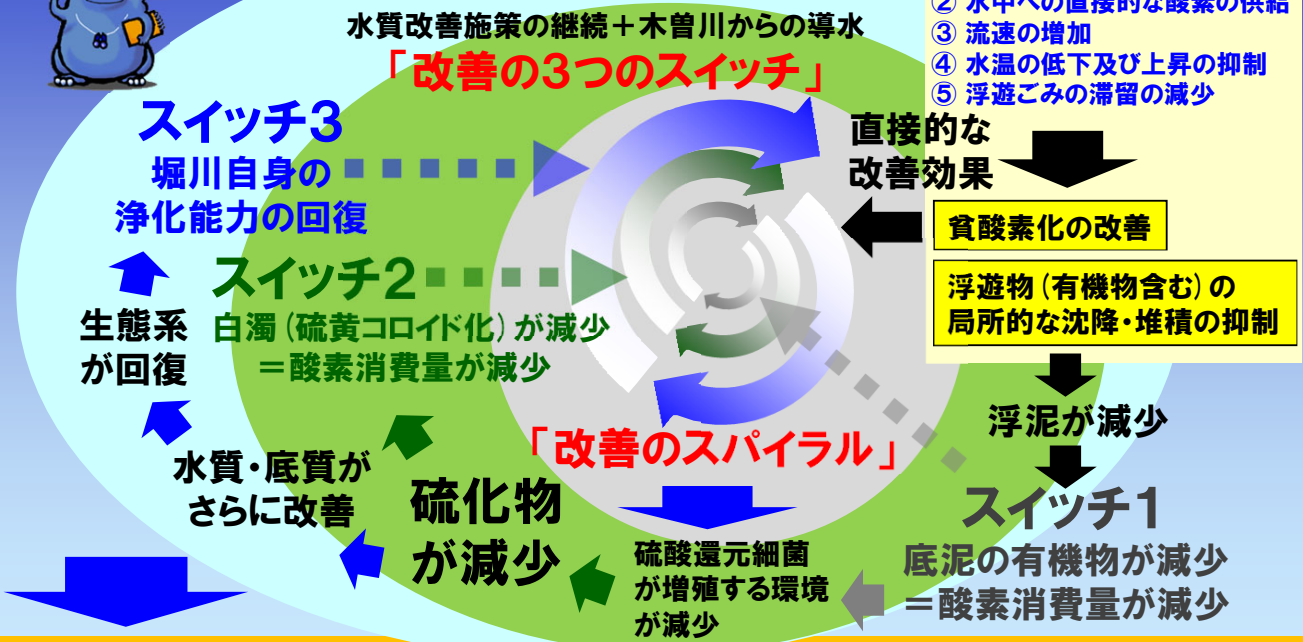 水質改善施策の継続＋木曽川からの導水
「改善の３つのスイッチ」
② 水中への直接的な酸素の供給
③ 流速の増加
④ 水温の低下及び上昇の抑制
⑤ 浮遊ごみの滞留の減少
直接的な
改善効果
貧酸素化の改善
浮遊物（有機物含む）の
局所的な沈降・堆積の抑制
浮泥が減少
スイッチ１
底泥の有機物が減少
＝酸素消費量が減少
硫酸還元細菌
が増殖する環境
が減少
硫化物
が減少
スイッチ２
白濁（硫黄コロイド化）が減少
＝酸素消費量が減少
水質・底質が
さらに改善
生態系
が回復
スイッチ３
堀川自身の
浄化能力の回復
「改善のスパイラル」